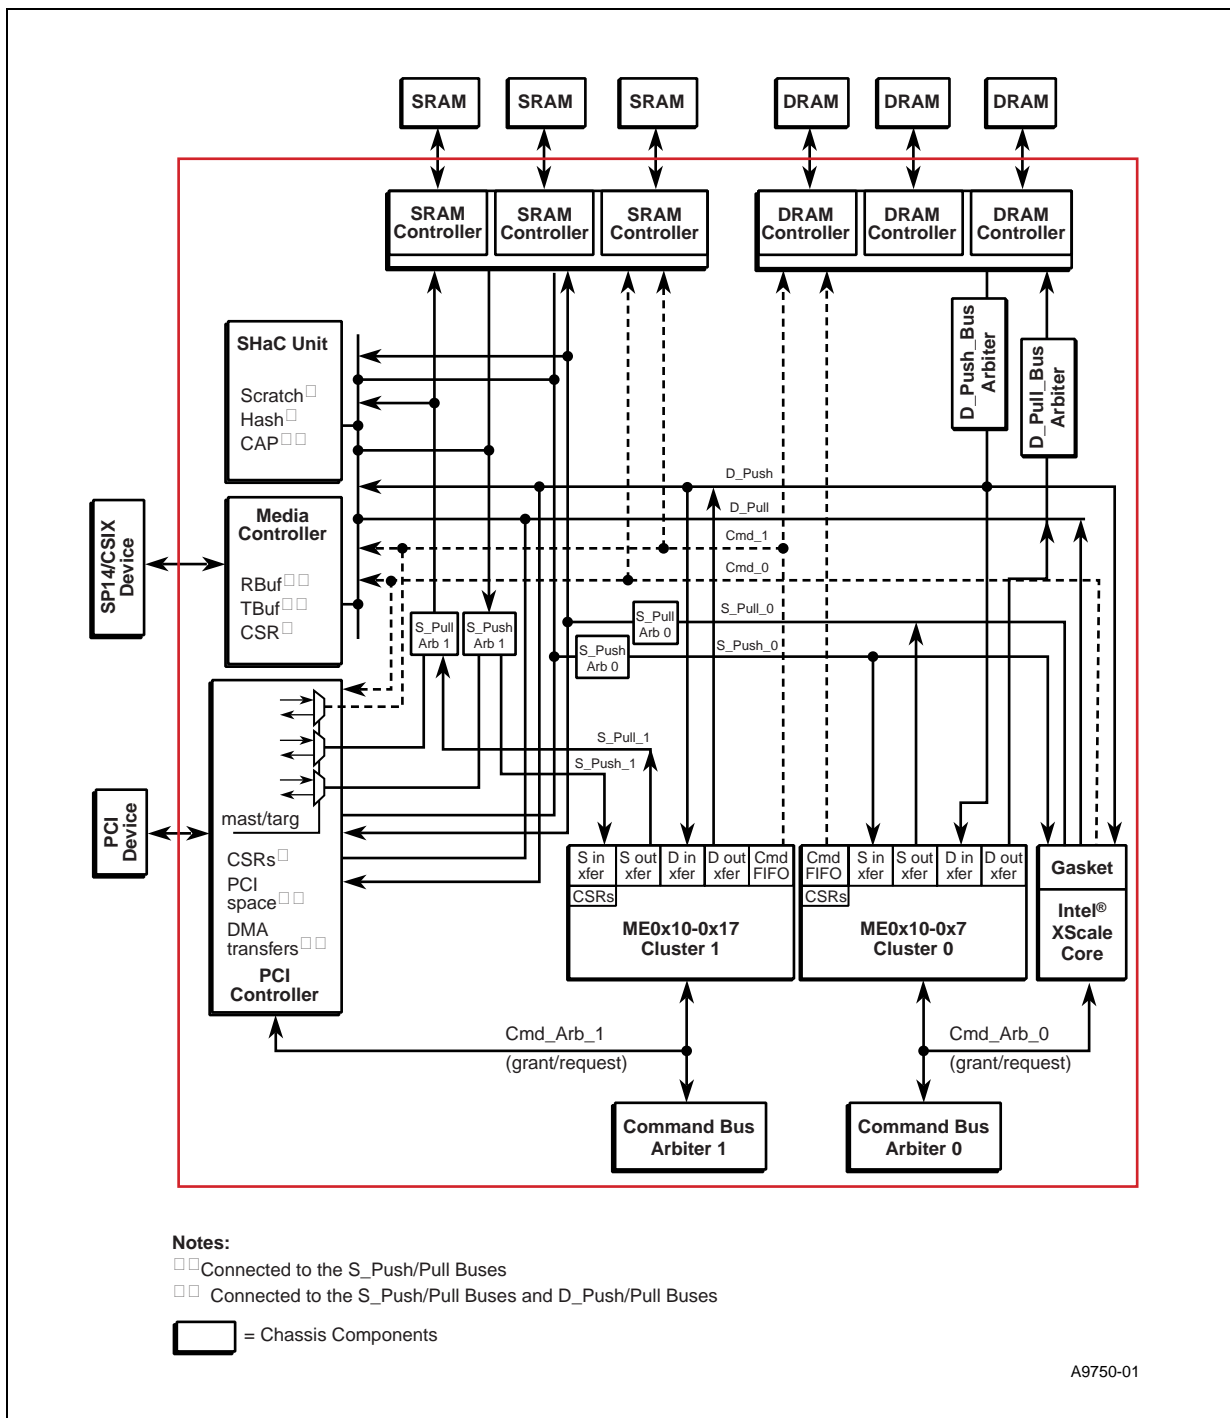 SRAM
SRAM
SRAM
DRAM
DRAM
DRAM
SRAM
Controller
SRAM
Controller
SRAM
Controller
DRAM
Controller
DRAM
Controller
DRAM
Controller
D_Push_Bus
Arbiter
D_Pull_Bus
Arbiter
SHaC Unit
Scratch□
Hash□
CAP□□
SP14/CSIX
Device
Media
Controller
RBuf□□
TBuf□□
CSR□
D_Push
D_Pull
Cmd_1
Cmd_0
S_Pull_0
S_Push_0
S_Pull
Arb 1
S_Push
Arb 1
S_Pull
Arb 0
S_Push
Arb 0
S_Pull_1
S_Push_1
PCI
Device
mast/targ
CSRs□
PCI
space□□
DMA
transfers□□
PCI
Controller
S in
xfer
S out
xfer
D in
xfer
D out
xfer
Cmd
FIFO
CSRs
ME0x10-0x17
Cluster 1
Cmd
FIFO
S in
xfer
S out
xfer
D in
xfer
D out
xfer
CSRs
ME0x10-0x7
Cluster 0
Gasket
Intel®
XScale
Core
Cmd_Arb_1
(grant/request)
Cmd_Arb_0
(grant/request)
Command Bus
Arbiter 1
Command Bus
Arbiter 0
Notes:
□□Connected to the S_Push/Pull Buses
□□ Connected to the S_Push/Pull Buses and D_Push/Pull Buses
= Chassis Components
A9750-01